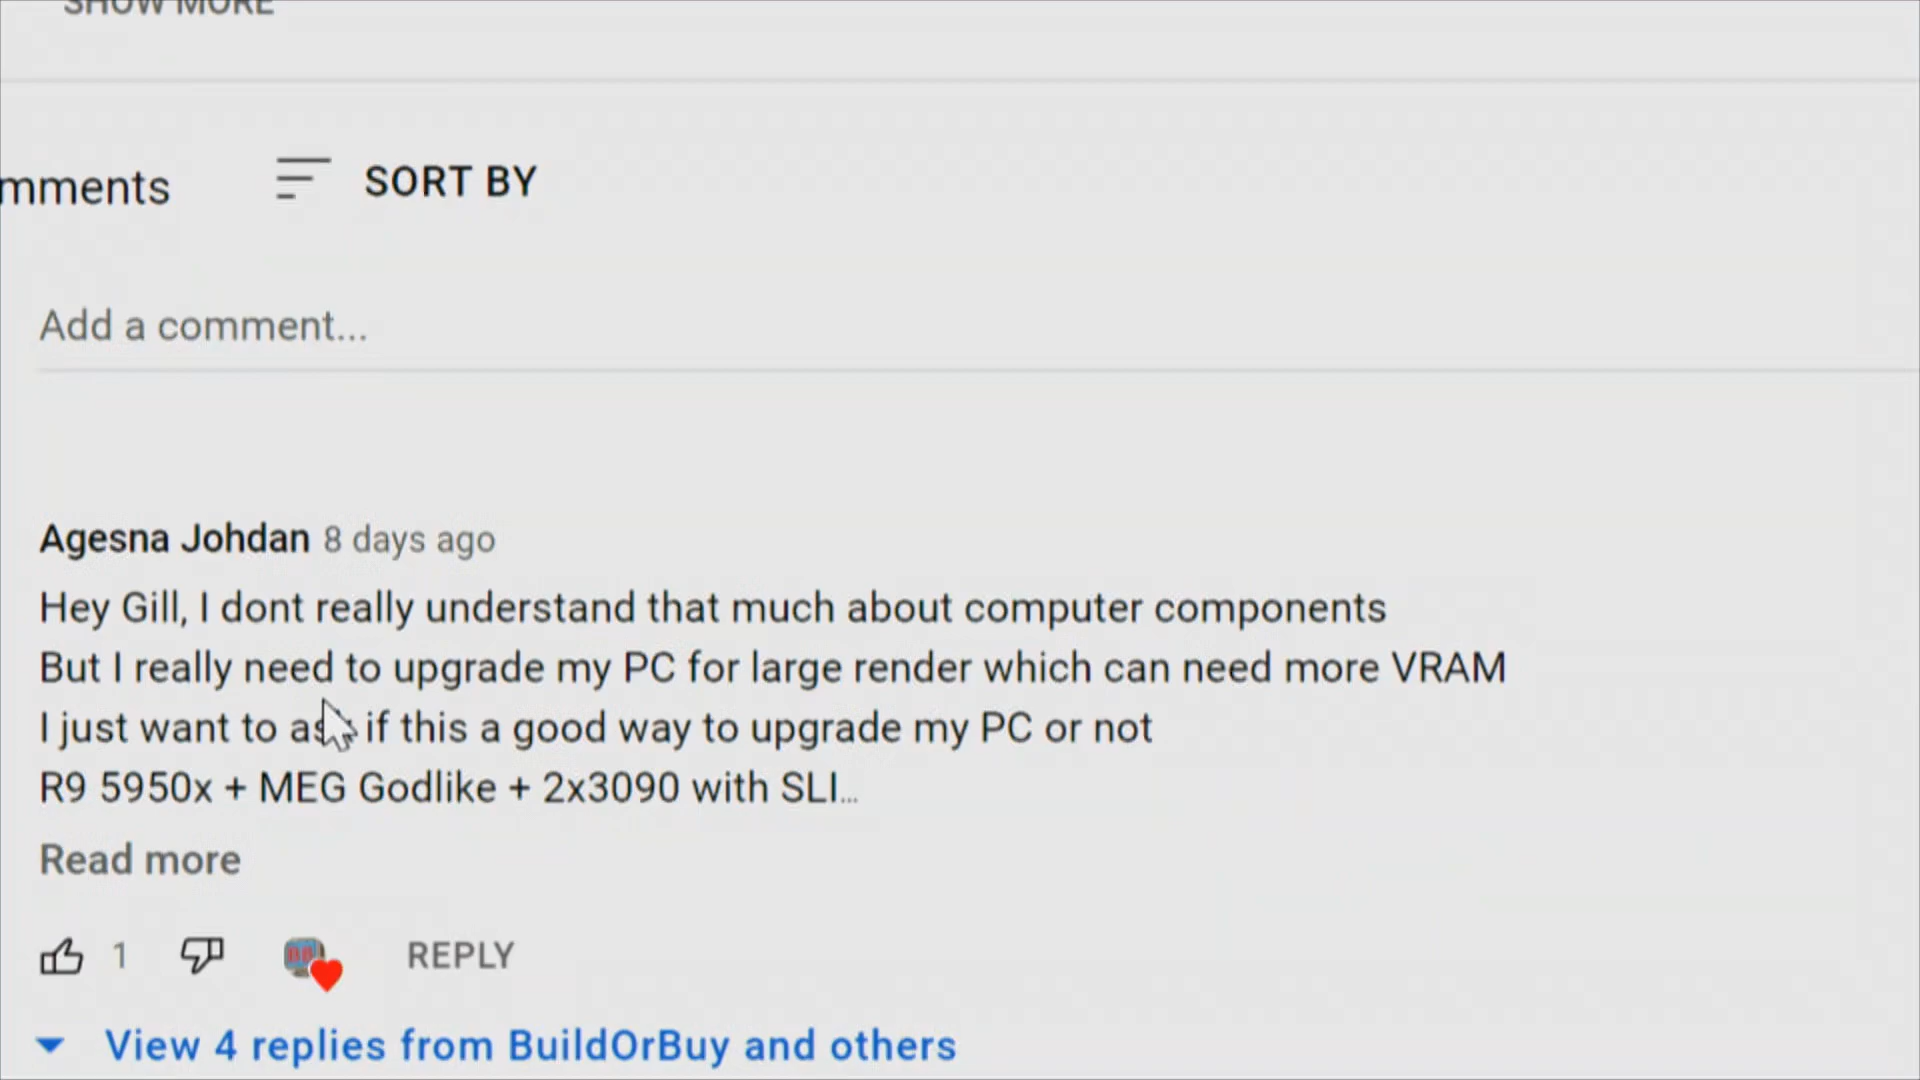 SHOW MORE
mments
SORT BY
Add a comment...
Agesna Johdan 8 days ago
Hey Gill, I dont really understand that much about computer components
But I really need to upgrade my PC for large render which can need more VRAM
I just want to ask if this a good way to upgrade my PC or not
R9 5950x + MEG Godlike + 2x3090 with SLI...
Read more
1
REPLY
View 4 replies from BuildOrBuy and others